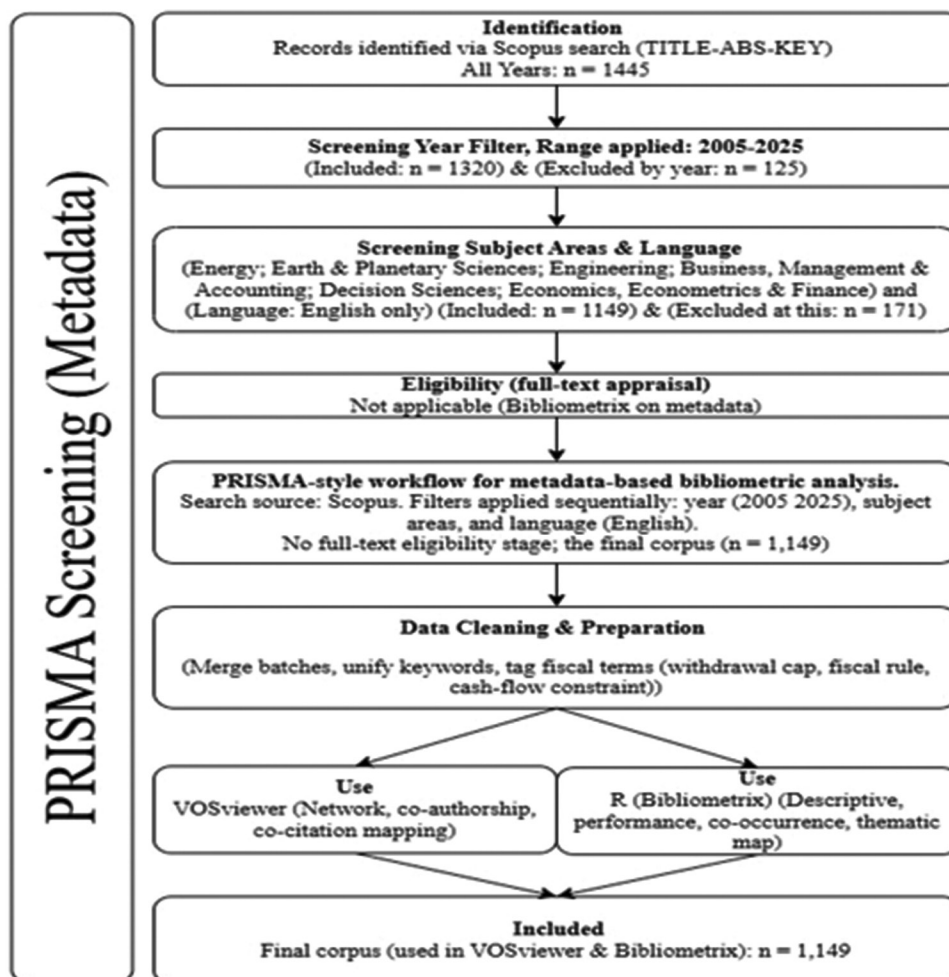 PRISMA Screening (Metadata)
Identification
Records identified via Scopus search (TITLE-ABS-KEY)
All Years: n = 1445
Screening Year Filter, Range applied: 2005-2025
(Included: n = 1320) & (Excluded by year: n = 125)
Screening Subject Areas & Language
(Energy; Earth & Planetary Sciences; Engineering; Business, Management &
Accounting; Decision Sciences; Economics, Econometrics & Finance) and
(Language: English only) (Included: n = 1149) & (Excluded at this: n = 171)
Eligibility (full-text appraisal)
Not applicable (Bibliometrix on metadata)
PRISMA-style workflow for metadata-based bibliometric analysis.
Search source: Scopus. Filters applied sequentially: year (2005 2025), subject
areas, and language (English).
No full-text eligibility stage; the final corpus (n = 1,149)
Data Cleaning & Preparation
(Merge batches, unify keywords, tag fiscal terms (withdrawal cap, fiscal rule,
cash-flow constraint))
Use
VOSviewer (Network, co-authorship,
co-citation mapping)
Use
R (Bibliometrix) (Descriptive,
performance, co-occurrence, thematic
map)
Included
Final corpus (used in VOSviewer & Bibliometrix): n = 1,149